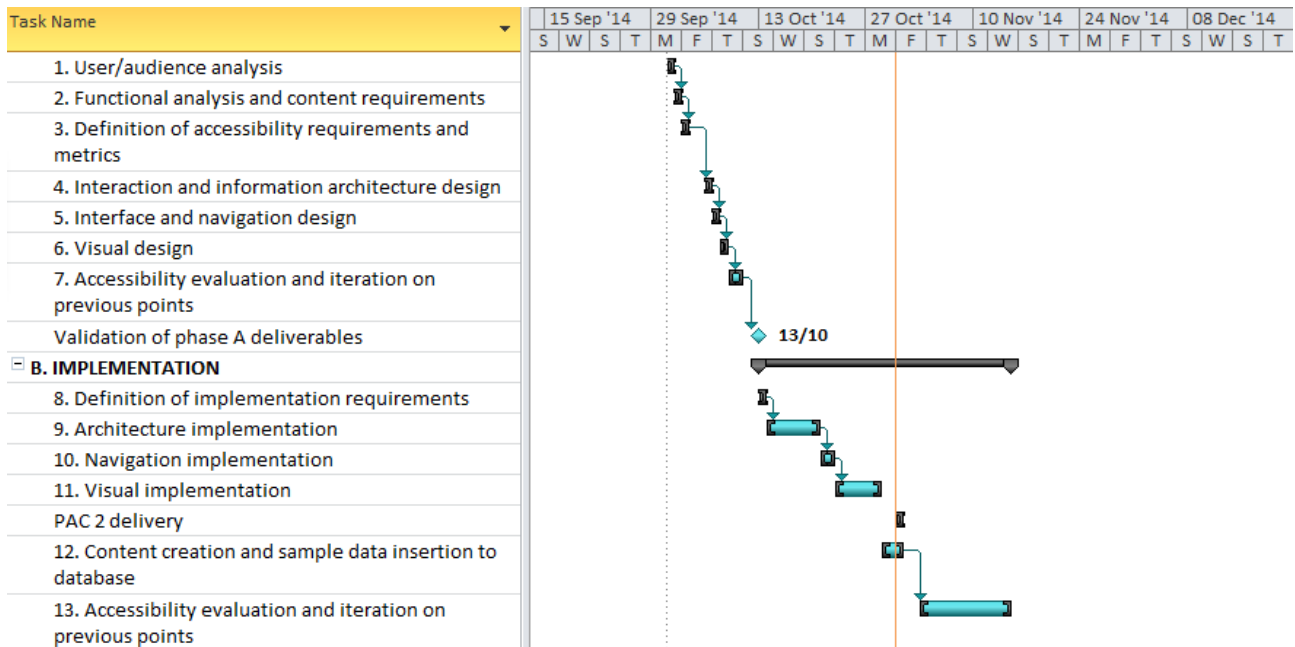 Task Name
15 Sep '14 29 Sep '14 13 Oct '14 27 Oct '14 10 Nov '14 24 Nov '14 08 Dec '14
S W S T M F T S W S T M F T S W S T M F T S W S T
1. User/audience analysis
2. Functional analysis and content requirements
3. Definition of accessibility requirements and
metrics
4. Interaction and information architecture design
5. Interface and navigation design
6. Visual design
7. Accessibility evaluation and iteration on
previous points
Validation of phase A deliverables 13/10
B. IMPLEMENTATION
8. Definition of implementation requirements
9. Architecture implementation
10. Navigation implementation
11. Visual implementation
PAC 2 delivery
12. Content creation and sample data insertion to
database
13. Accessibility evaluation and iteration on
previous points